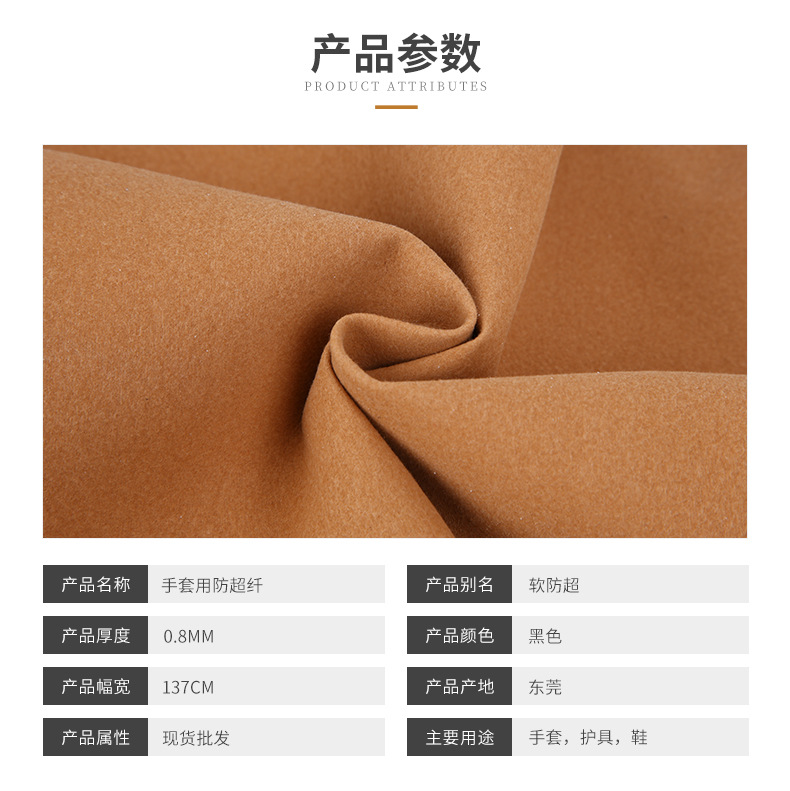 产品参数
PRODUCT ATTRIBUTES
产品名称 手套用防超纤 产品别名 软防超
产品厚度 0.8MM 产品颜色 黑色
产品幅宽 137CM 产品产地 东莞
产品属性 现货批发 主要用途 手套，护具，鞋